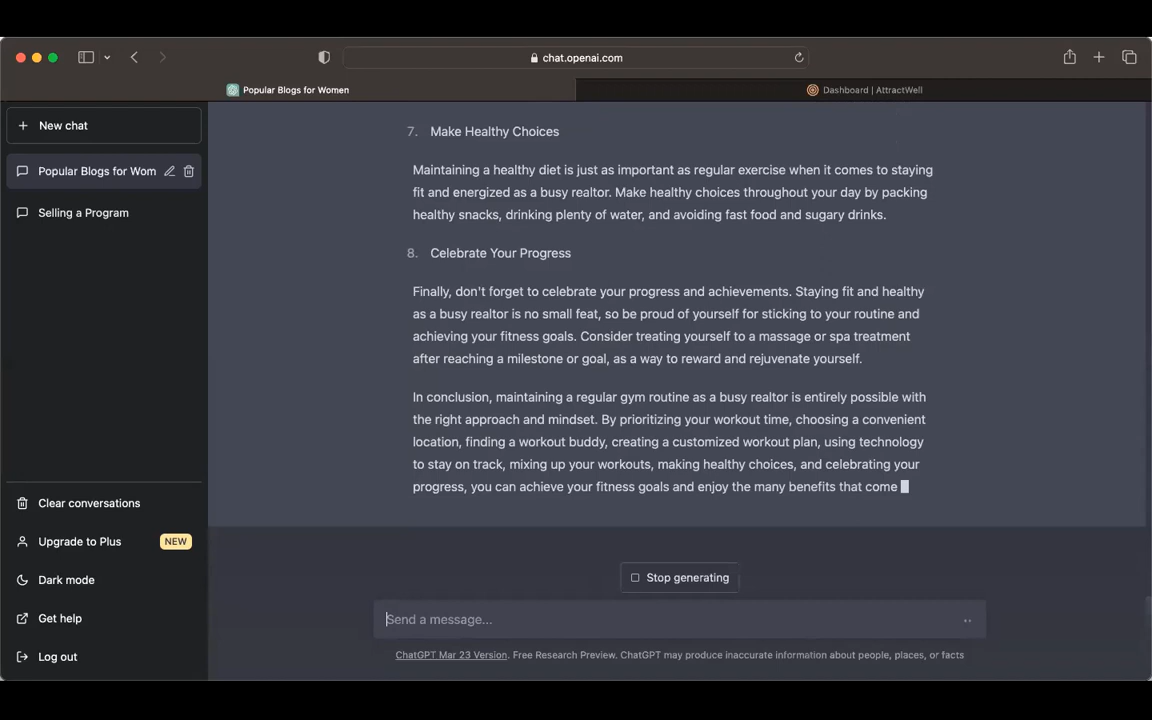 chat.openai.com
Popular Blogs for Women
Dashboard | AttractWell
New chat
Popular Blogs for Wom
Selling a Program
7. Make Healthy Choices
Maintaining a healthy diet is just as important as regular exercise when it comes to staying
fit and energized as a busy realtor. Make healthy choices throughout your day by packing
healthy snacks, drinking plenty of water, and avoiding fast food and sugary drinks.
8. Celebrate Your Progress
Finally, don't forget to celebrate your progress and achievements. Staying fit and healthy
as a busy realtor is no small feat, so be proud of yourself for sticking to your routine and
achieving your fitness goals. Consider treating yourself to a massage or spa treatment
after reaching a milestone or goal, as a way to reward and rejuvenate yourself.
In conclusion, maintaining a regular gym routine as a busy realtor is entirely possible with
the right approach and mindset. By prioritizing your workout time, choosing a convenient
location, finding a workout buddy, creating a customized workout plan, using technology
to stay on track, mixing up your workouts, making healthy choices, and celebrating your
progress, you can achieve your fitness goals and enjoy the many benefits that come
Clear conversations
Upgrade to Plus NEW
Dark mode
Get help
Log out
Stop generating
Send a message...
ChatGPT Mar 23 Version. Free Research Preview. ChatGPT may produce inaccurate information about people, places, or facts